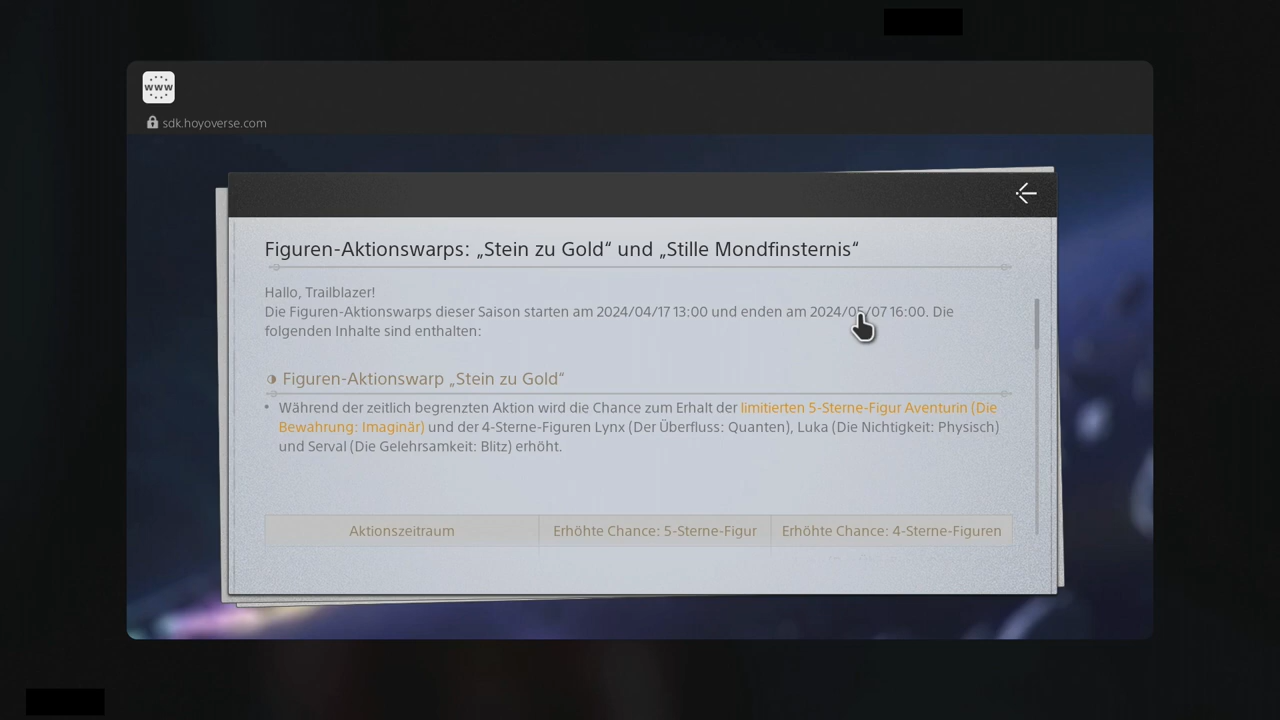 www
sdk.hoyoverse.com
Figuren-Aktionswarps: „Stein zu Gold“ und „Stille Mondfinsternis“
Hallo, Trailblazer!
Die Figuren-Aktionswarps dieser Saison starten am 2024/04/17 13:00 und enden am 2024/05/07 16:00. Die
folgenden Inhalte sind enthalten:
Figuren-Aktionswarp „Stein zu Gold“
• Während der zeitlich begrenzten Aktion wird die Chance zum Erhalt der limitierten 5-Sterne-Figur Aventurin (Die
Bewahrung: Imaginär) und der 4-Sterne-Figuren Lynx (Der Überfluss: Quanten), Luka (Die Nichtigkeit: Physisch)
und Serval (Die Gelehrsamkeit: Blitz) erhöht.
Aktionszeitraum Erhöhte Chance: 5-Sterne-Figur Erhöhte Chance: 4-Sterne-Figuren